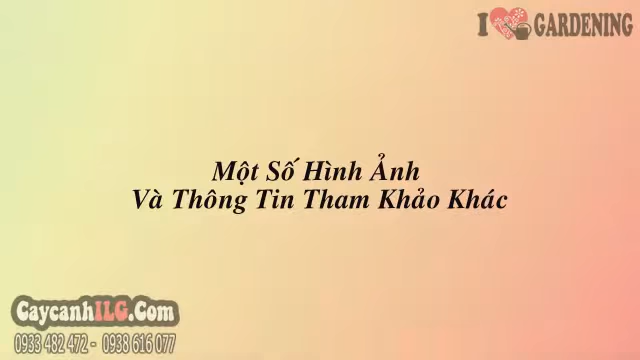 I GARDENING
Một Số Hình Ảnh
Và Thông Tin Tham Khảo Khác
CaycanhILG.Com
0933 482 472 - 0938 616 077